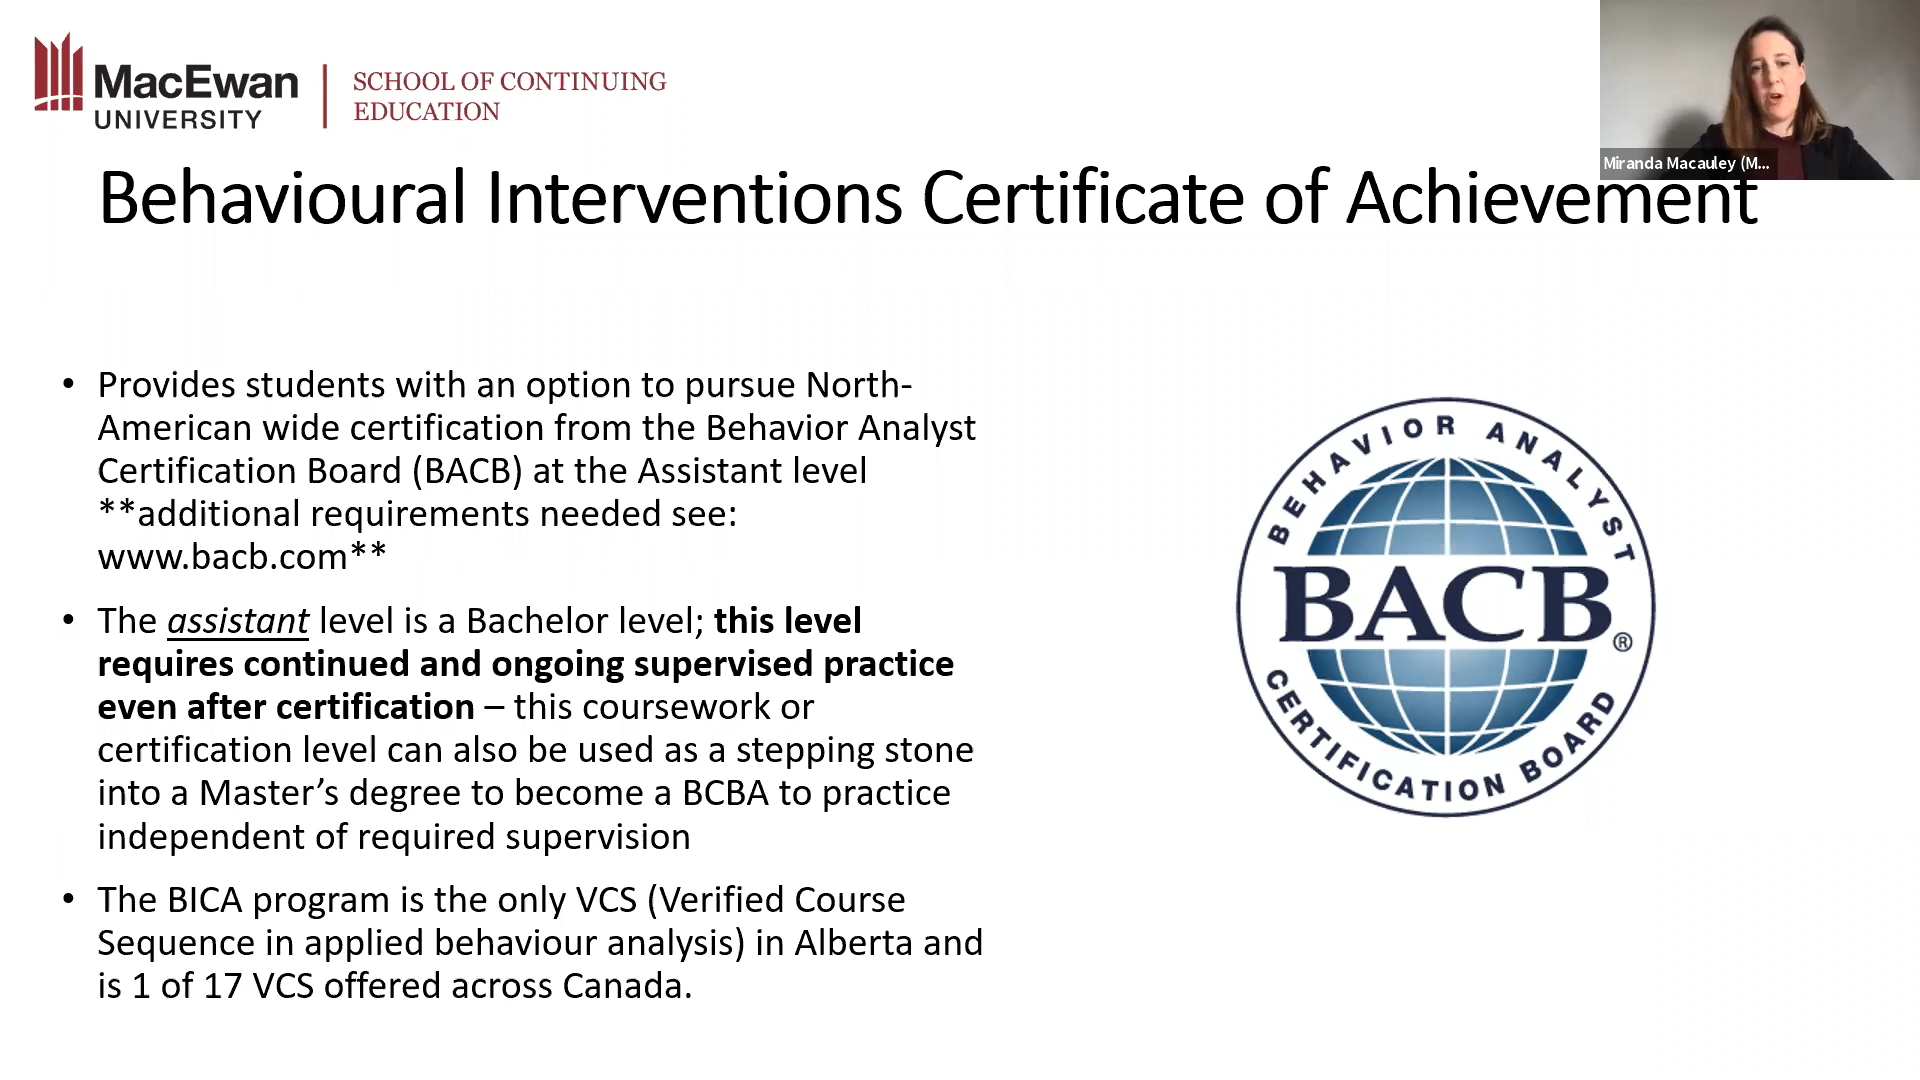 MacEwan
UNIVERSITY
SCHOOL OF CONTINUING
EDUCATION
Miranda Macauley (M...
Behavioural Interventions Certificate of Achievement
• Provides students with an option to pursue North-
American wide certification from the Behavior Analyst
Certification Board (BACB) at the Assistant level
**additional requirements needed see:
www.bacb.com**
• The assistant level is a Bachelor level; this level
requires continued and ongoing supervised practice
even after certification – this coursework or
certification level can also be used as a stepping stone
into a Master’s degree to become a BCBA to practice
independent of required supervision
• The BICA program is the only VCS (Verified Course
Sequence in applied behaviour analysis) in Alberta and
is 1 of 17 VCS offered across Canada.
BEHAVIOR ANALYST
BACB®
CERTIFICATION BOARD